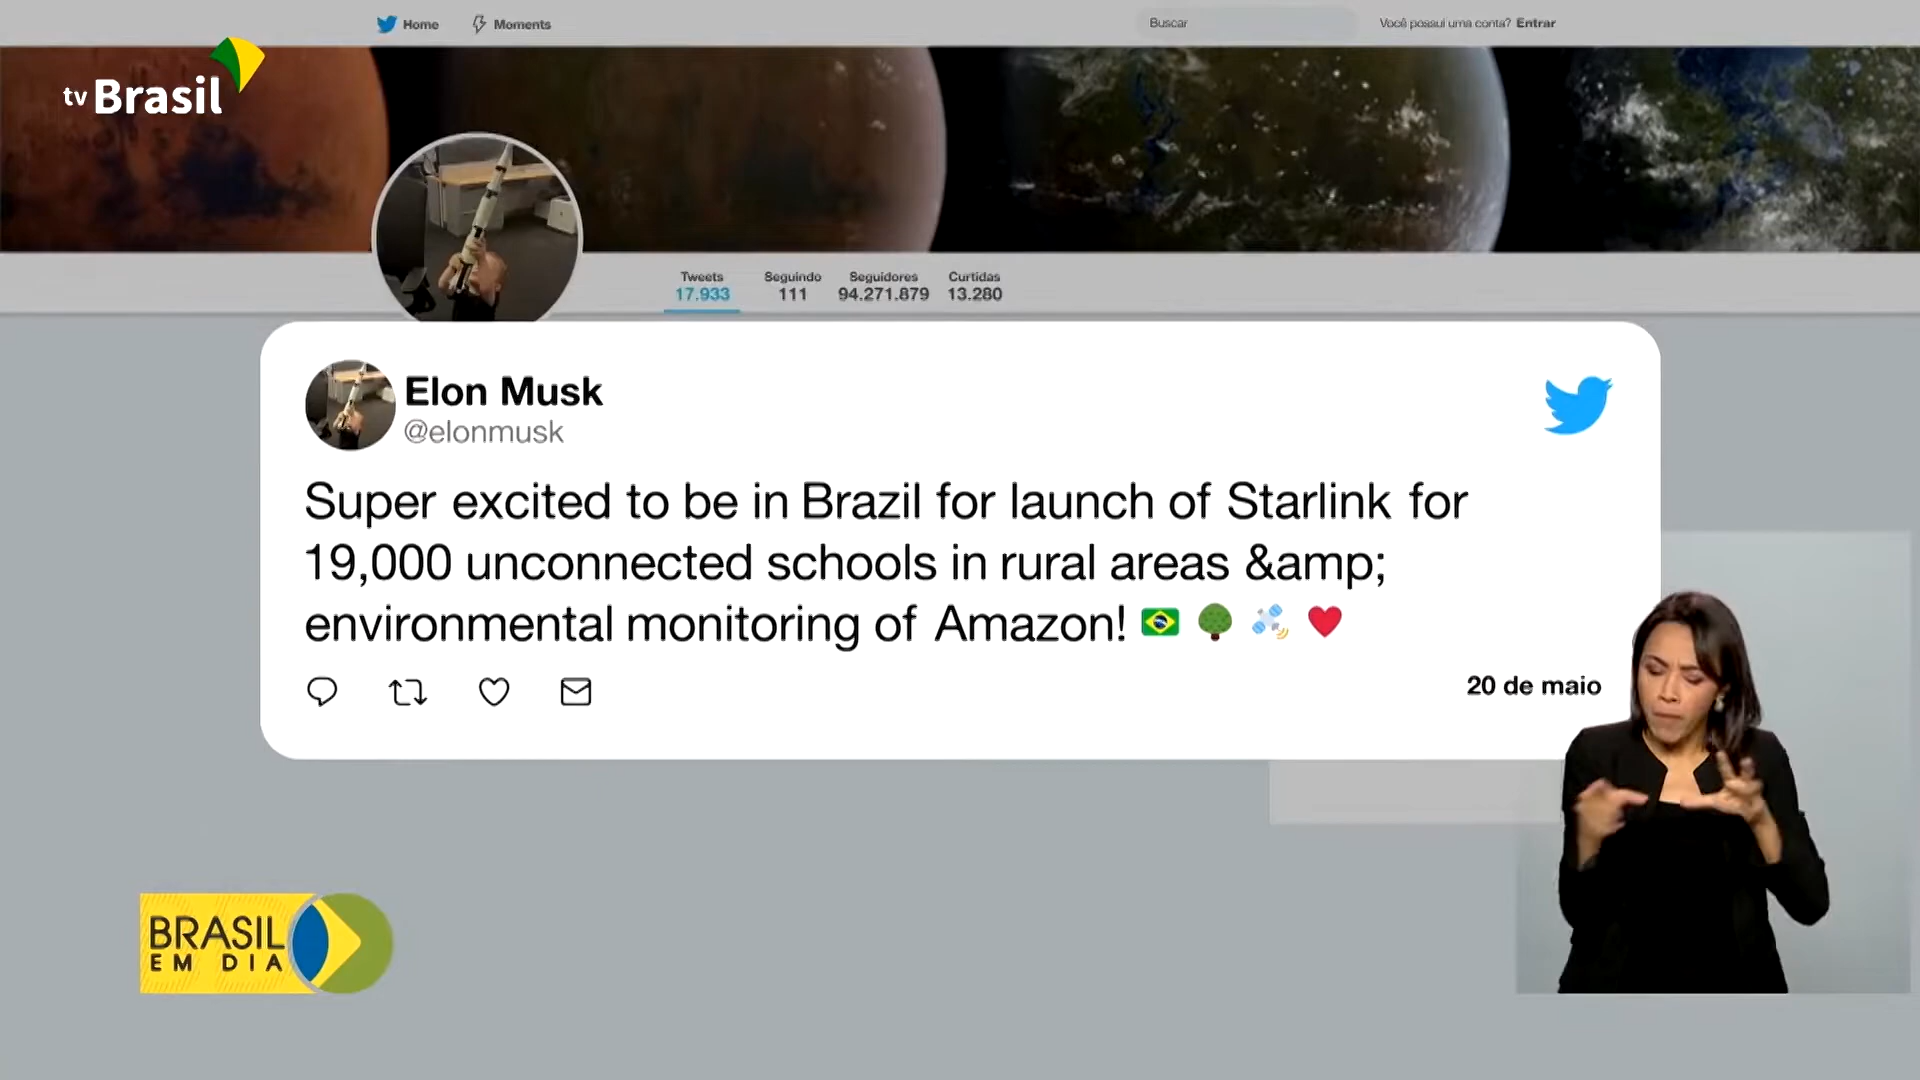 Home Moments Buscar Você possui uma conta? Entrar
tv Brasil
Tweets Seguindo Seguidores Curtidas
17.933 111 94.271.879 13.280
Elon Musk
@elonmusk
Super excited to be in Brazil for launch of Starlink for
19,000 unconnected schools in rural areas &amp;
environmental monitoring of Amazon! 🇧🇷 🌳 🛰️ ❤️
20 de maio
BRASIL
EM DIA